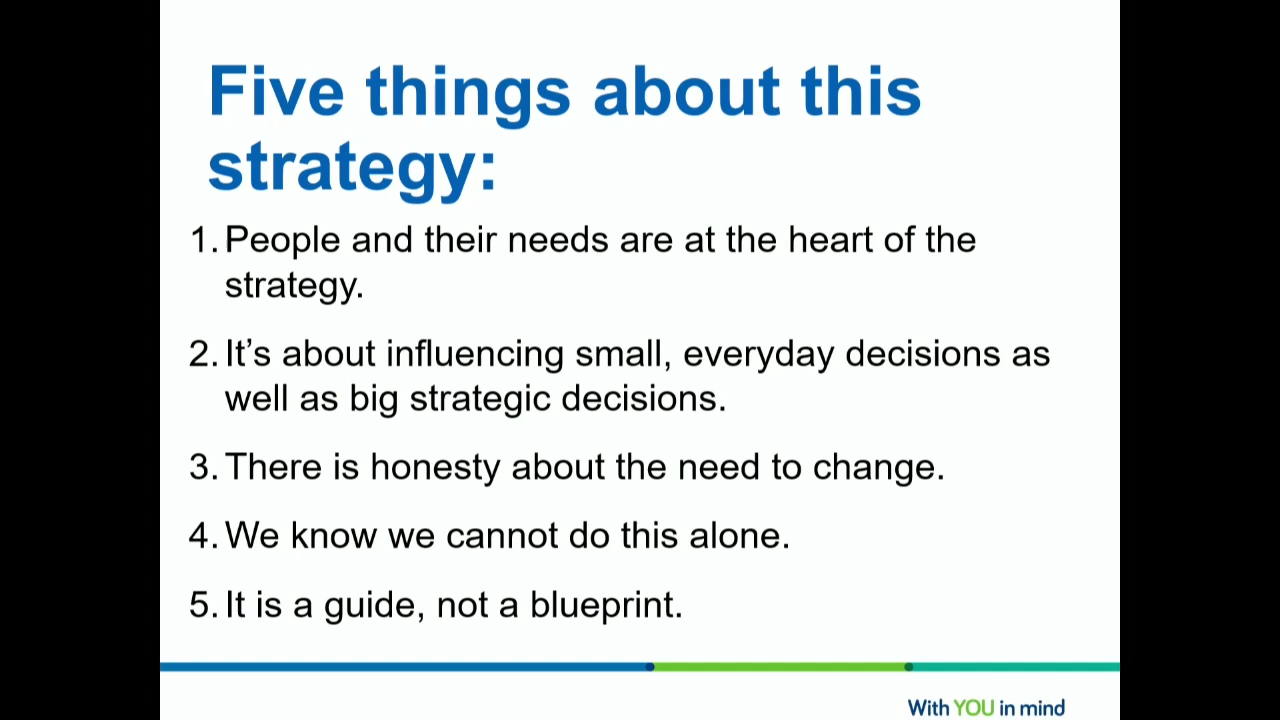 Five things about this
strategy:
1. People and their needs are at the heart of the
strategy.
2. It’s about influencing small, everyday decisions as
well as big strategic decisions.
3. There is honesty about the need to change.
4. We know we cannot do this alone.
5. It is a guide, not a blueprint.
With YOU in mind